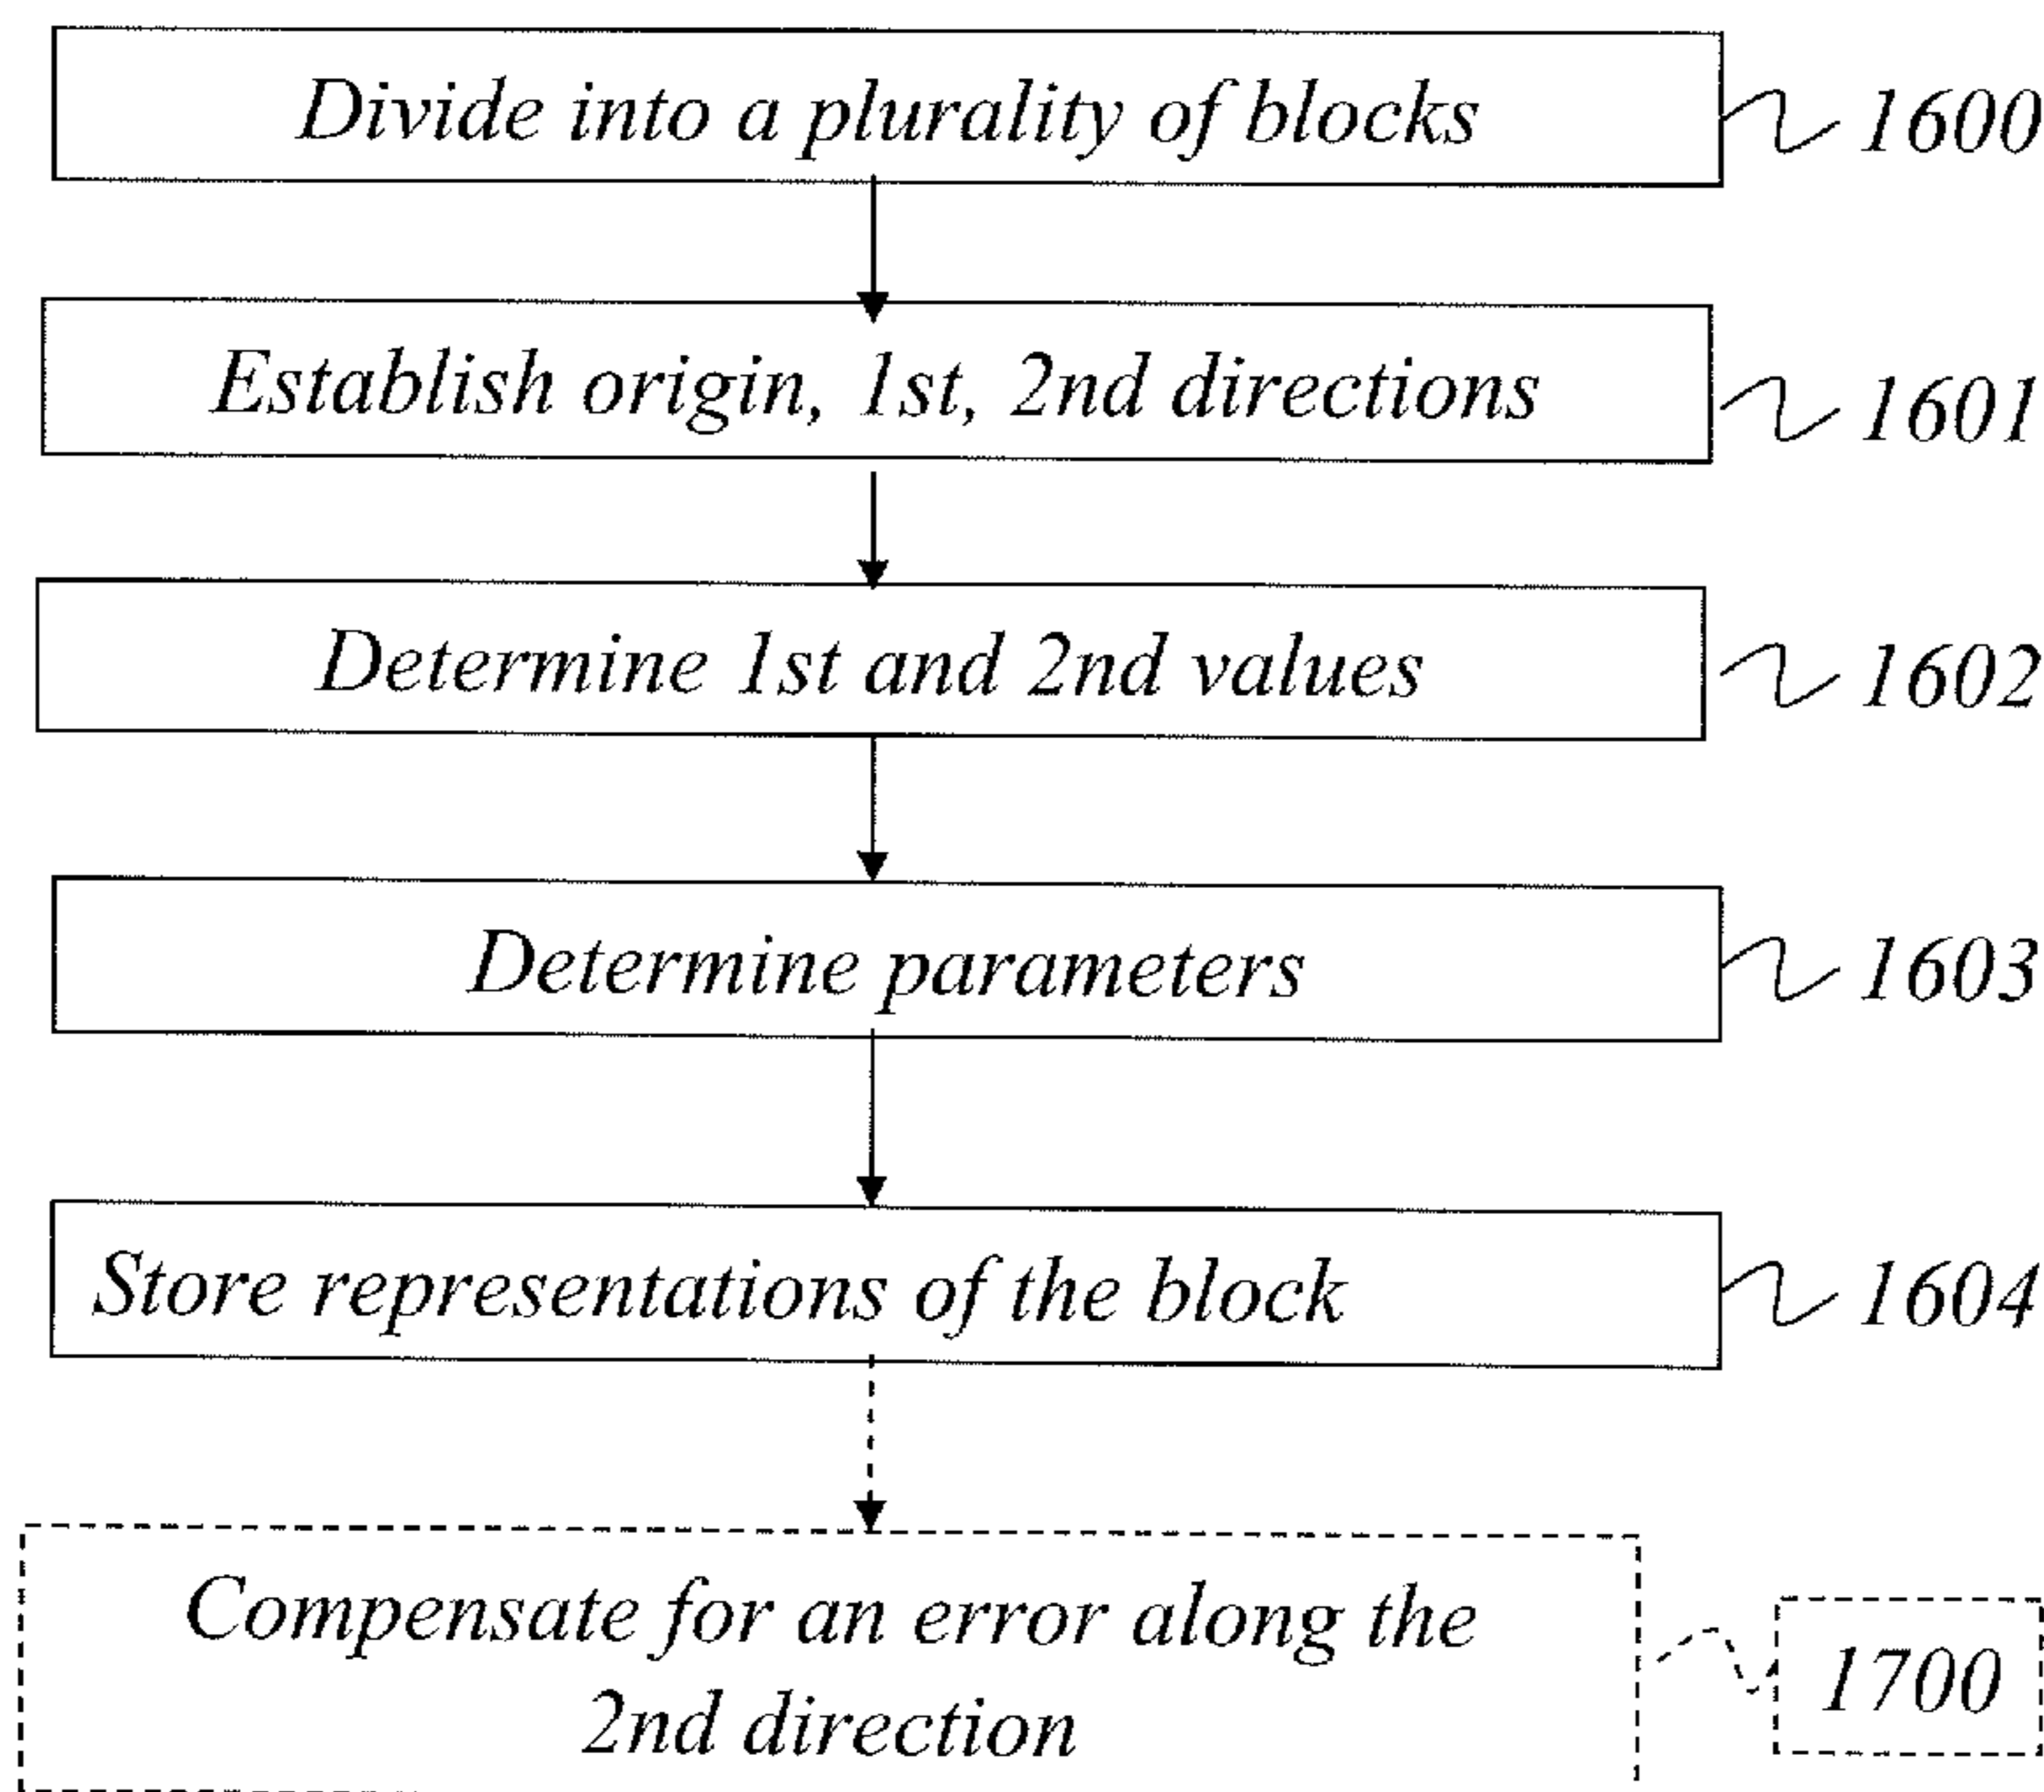 Divide into a plurality of blocks
1600
Establish origin, 1st, 2nd directions
1601
Determine 1st and 2nd values
1602
Determine parameters
1603
Store representations of the block
1604
Compensate for an error along the
2nd direction
1700